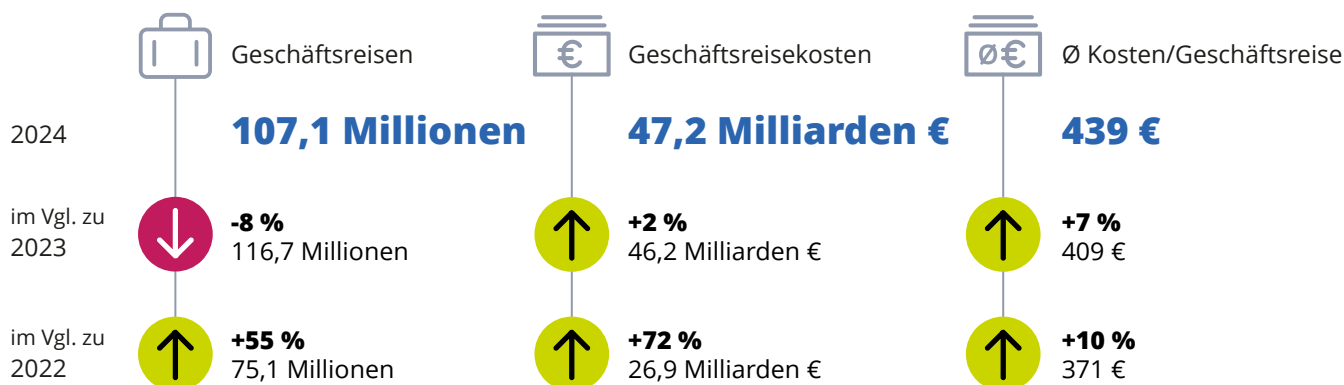 Geschäftsreisen
€
Geschäftsreisekosten
Ø€
Ø Kosten/Geschäftsreise
2024
107,1 Millionen
47,2 Milliarden €
439 €
im Vgl. zu
2023
-8 %
116,7 Millionen
+2 %
46,2 Milliarden €
+7 %
409 €
im Vgl. zu
2022
+55 %
75,1 Millionen
+72 %
26,9 Milliarden €
+10 %
371 €